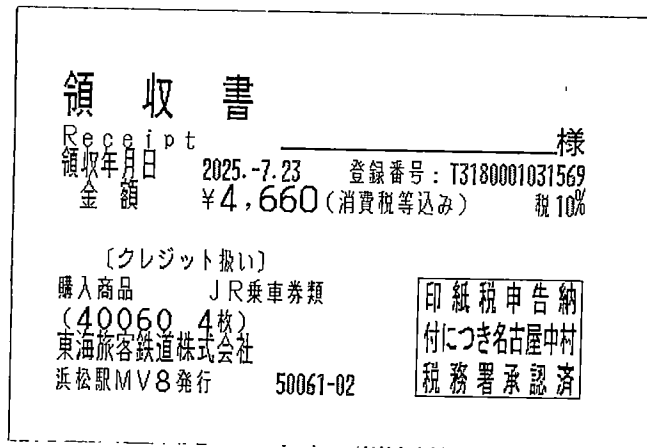 領収書
Receipt 様
領収年月日 2025.-7.23 登録番号：T3180001031569
金額 ¥4,660（消費税等込み） 税10%
〔クレジット扱い〕
購入商品 ＪＲ乗車券類
(40060 4枚)
東海旅客鉄道株式会社
浜松駅MV8発行 50061-02
印紙税申告納
付につき名古屋中村
税務署承認済